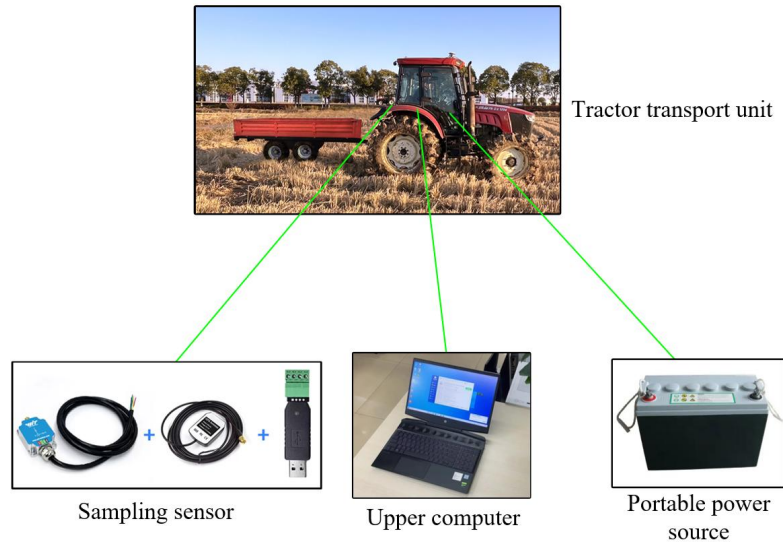 Tractor transport unit
+
+
Sampling sensor
Upper computer
Portable power
source